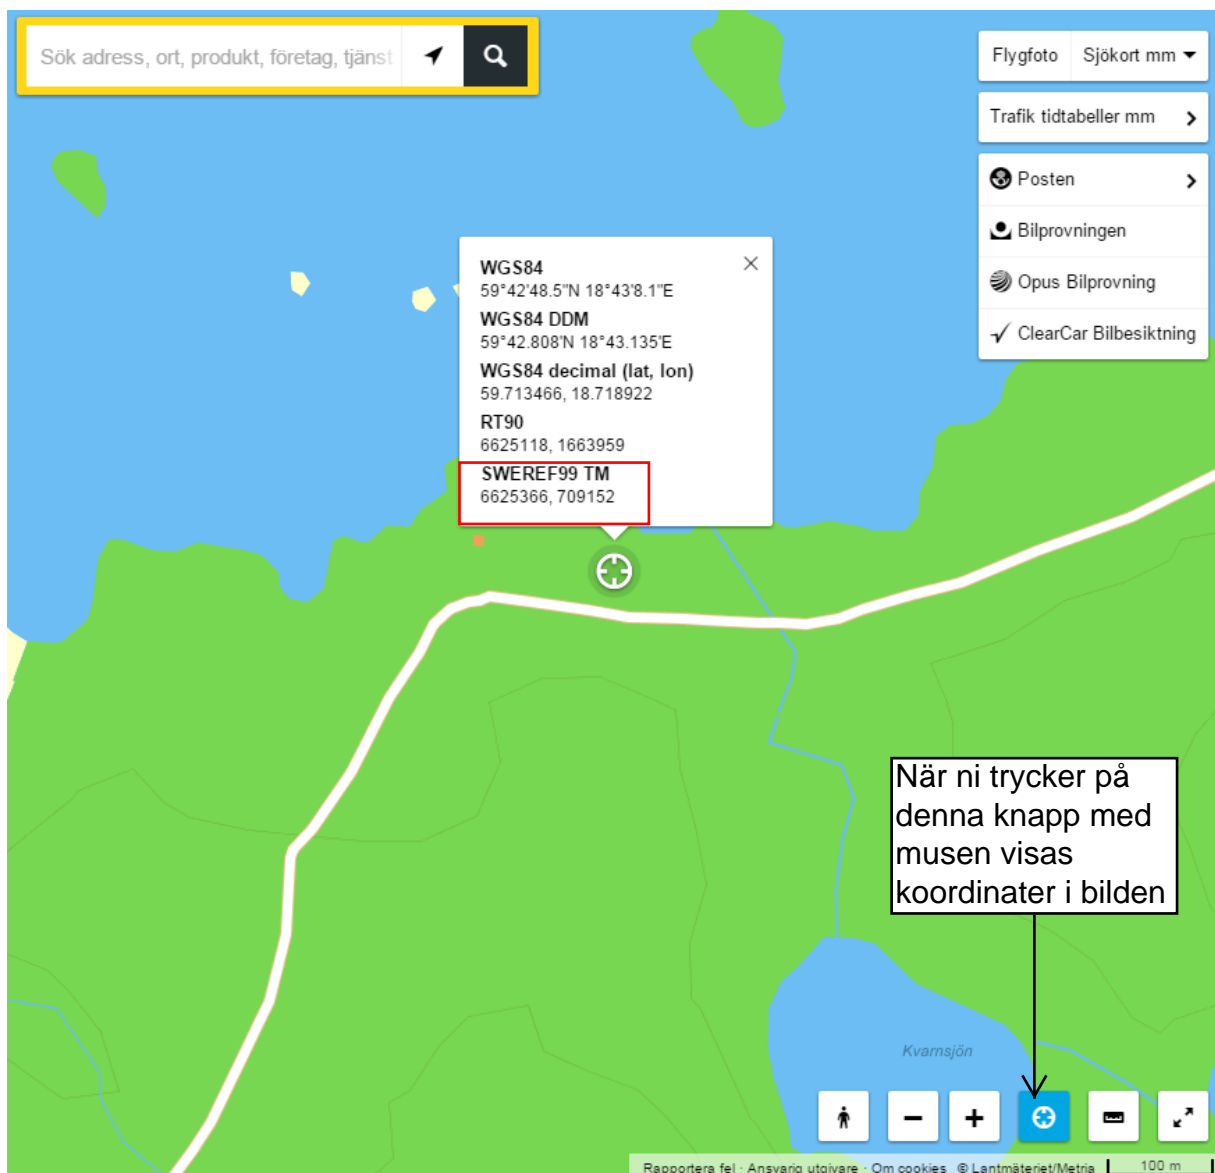 Sök adress, ort, produkt, företag, tjänst
Flygfoto Sjökort mm
Trafik tidtabeller mm
Posten
Bilprovningen
Opus Bilprovning
ClearCar Bilbesiktning
WGS84
59°42'48.5"N 18°43'8.1"E
WGS84 DDM
59°42.808'N 18°43.135'E
WGS84 decimal (lat, lon)
59.713466, 18.718922
RT90
6625118, 1663959
SWEREF99 TM
6625366, 709152
När ni trycker på
denna knapp med
musen visas
koordinater i bilden
Kvarnsjön
Rapportera fel · Ansvarig utgivare · Om cookies © Lantmäteriet/Metria 100 m